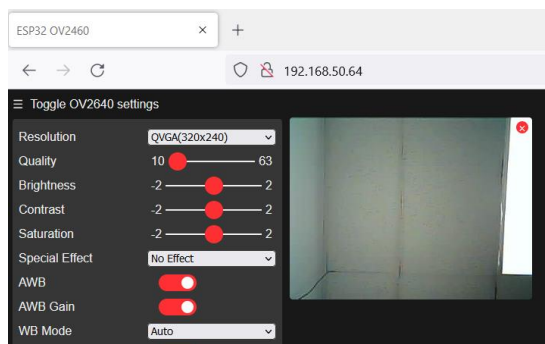 ESP32 OV2460
192.168.50.64
☰ Toggle OV2640 settings
Resolution QVGA(320x240)
Quality 10 63
Brightness -2 2
Contrast -2 2
Saturation -2 2
Special Effect No Effect
AWB
AWB Gain
WB Mode Auto